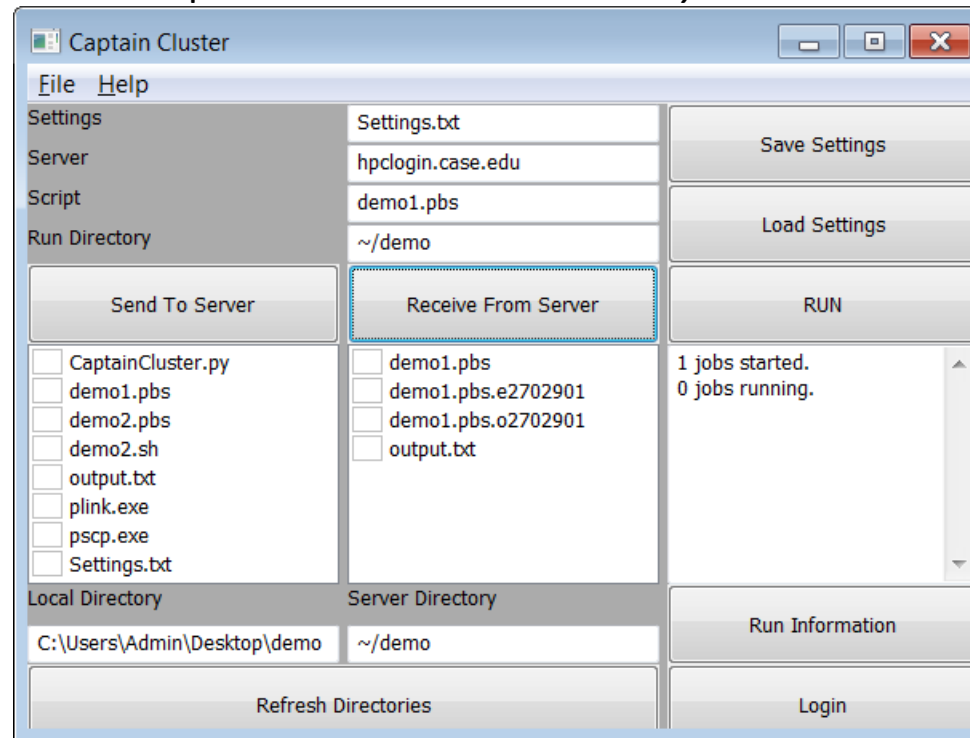 Captain Cluster
File Help
Settings
Settings.txt
Save Settings
Server
hpclogin.case.edu
Script
demo1.pbs
Load Settings
Run Directory
~/demo
Send To Server
Receive From Server
RUN
CaptainCluster.py
demo1.pbs
demo2.pbs
demo2.sh
output.txt
plink.exe
pscp.exe
Settings.txt
demo1.pbs
demo1.pbs.e2702901
demo1.pbs.o2702901
output.txt
1 jobs started.
0 jobs running.
Local Directory
Server Directory
Run Information
C:\Users\Admin\Desktop\demo
~/demo
Refresh Directories
Login